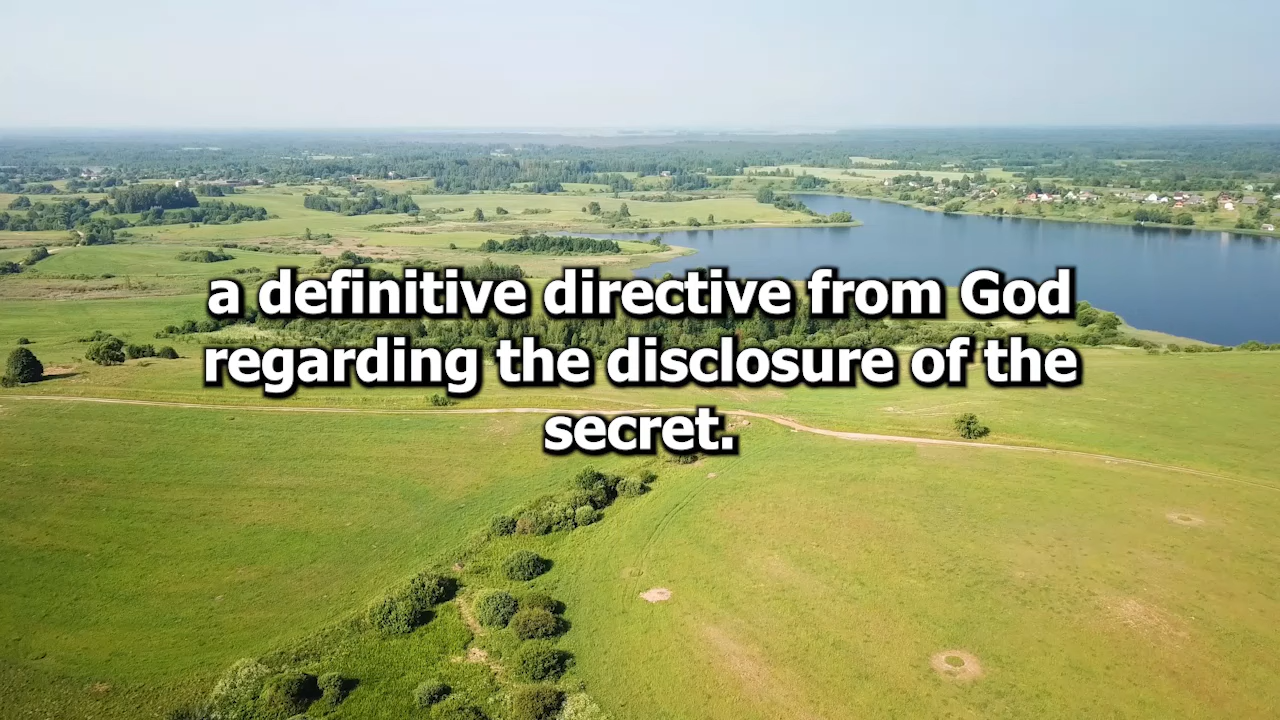 a definitive directive from God
regarding the disclosure of the
secret.